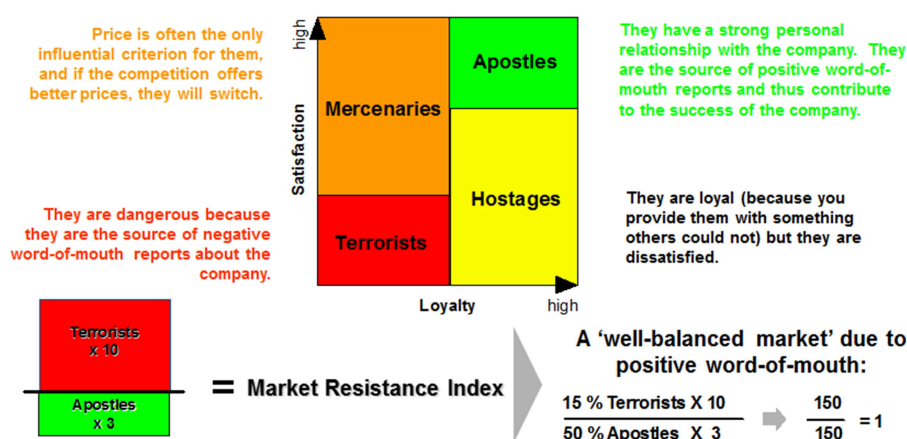 Price is often the only
influential criterion for them,
and if the competition offers
better prices, they will switch.
high
Satisfaction
Mercenaries
Apostles
Terrorists
Hostages
Loyalty
high
They have a strong personal
relationship with the company. They
are the source of positive word-of-
mouth reports and thus contribute
to the success of the company.
They are dangerous because
they are the source of negative
word-of-mouth reports about the
company.
They are loyal (because you
provide them with something
others could not) but they are
dissatisfied.
Terrorists
x 10
Apostles
x 3
= Market Resistance Index
A ‘well-balanced market’ due to
positive word-of-mouth:
15 % Terrorists X 10
50 % Apostles X 3
150
150
= 1